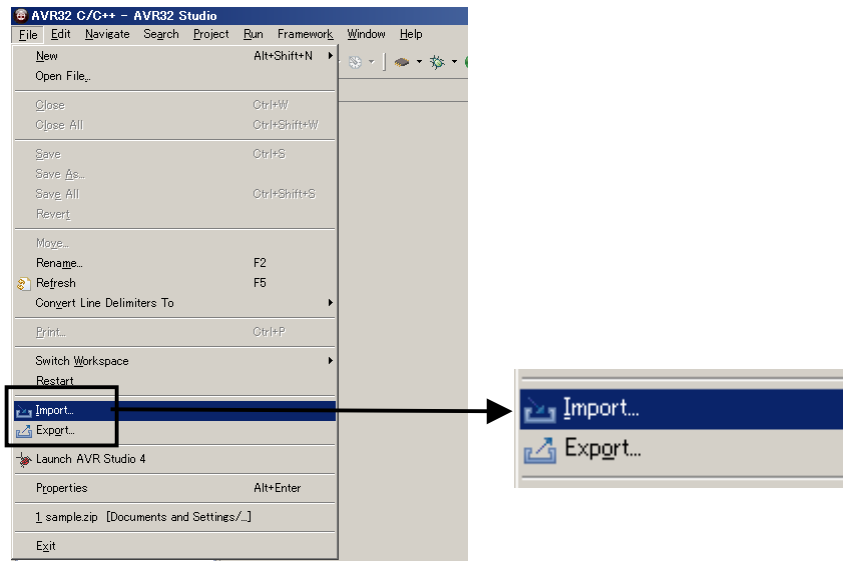 AVR32 C/C++ - AVR32 Studio
File Edit Navigate Search Project Run Framework Window Help
New Alt+Shift+N
Open File...
Close Ctrl+W
Close All Ctrl+Shift+W
Save Ctrl+S
Save As...
Save All Ctrl+Shift+S
Revert
Move...
Rename... F2
Refresh F5
Convert Line Delimiters To
Print... Ctrl+P
Switch Workspace
Restart
Import...
Export...
Launch AVR Studio 4
Properties Alt+Enter
1 sample.zip [Documents and Settings/...]
Exit
Import...
Export...